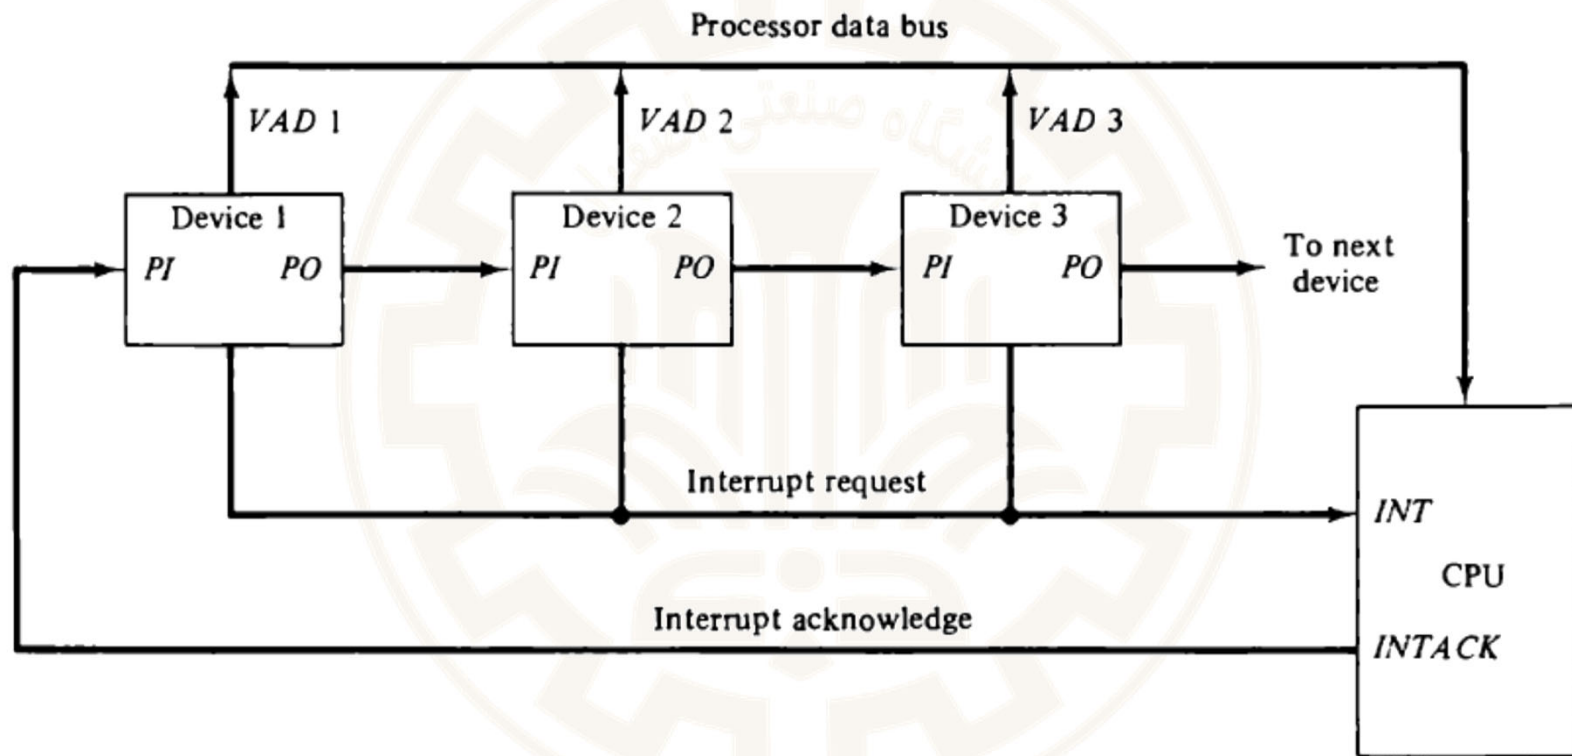 Processor data bus
VAD 1
VAD 2
VAD 3
Device 1
PI
PO
Device 2
PI
PO
Device 3
PI
PO
To next
device
Interrupt request
INT
CPU
Interrupt acknowledge
INTACK
صنعتی